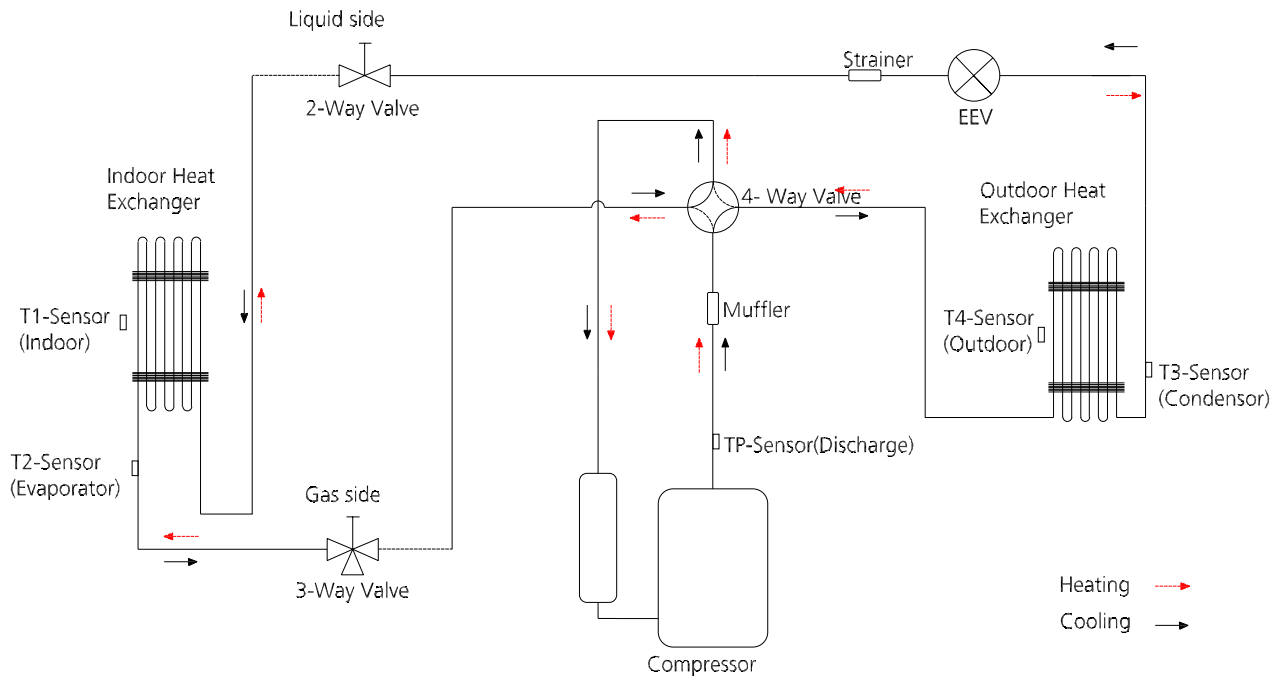 Liquid side
2-Way Valve
Strainer
EEV
Indoor Heat
Exchanger
4- Way Valve
Outdoor Heat
Exchanger
T1-Sensor
(Indoor)
Muffler
T4-Sensor
(Outdoor)
T3-Sensor
(Condensor)
TP-Sensor(Discharge)
T2-Sensor
(Evaporator)
Gas side
3-Way Valve
Compressor
Heating
Cooling